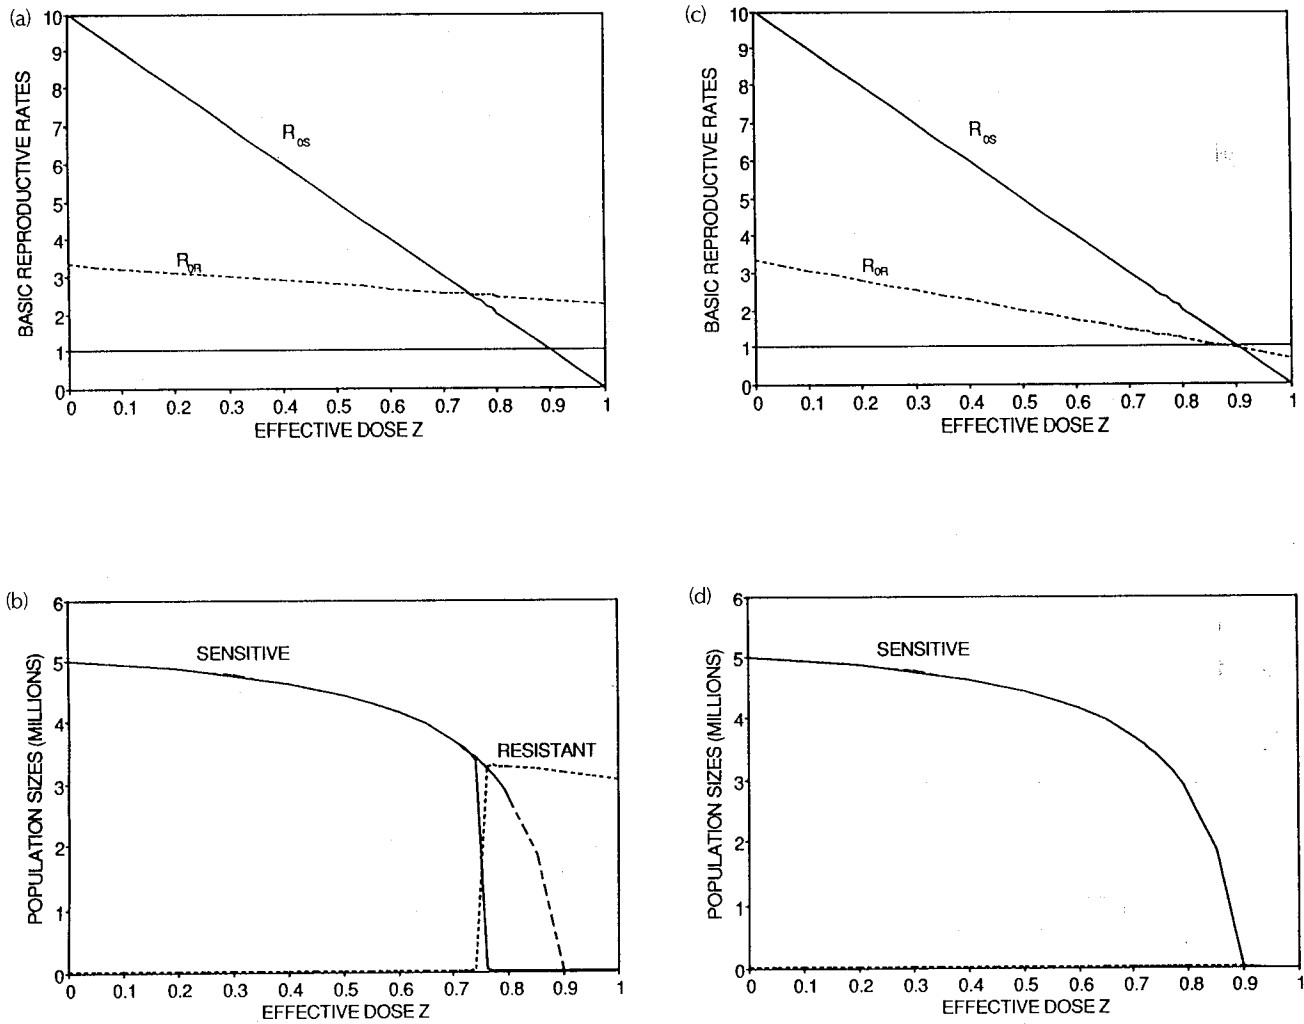 (a)
BASIC REPRODUCTIVE RATES
10
9
8
7
6
5
4
3
2
1
0
R0S
R0R
0 0.1 0.2 0.3 0.4 0.5 0.6 0.7 0.8 0.9 1
EFFECTIVE DOSE Z
(c)
BASIC REPRODUCTIVE RATES
10
9
8
7
6
5
4
3
2
1
0
R0S
R0R
0 0.1 0.2 0.3 0.4 0.5 0.6 0.7 0.8 0.9 1
EFFECTIVE DOSE Z
(b)
POPULATION SIZES (MILLIONS)
6
5
4
3
2
1
0
SENSITIVE
RESISTANT
0 0.1 0.2 0.3 0.4 0.5 0.6 0.7 0.8 0.9 1
EFFECTIVE DOSE Z
(d)
POPULATION SIZES (MILLIONS)
6
5
4
3
2
1
0
SENSITIVE
0 0.1 0.2 0.3 0.4 0.5 0.6 0.7 0.8 0.9 1
EFFECTIVE DOSE Z